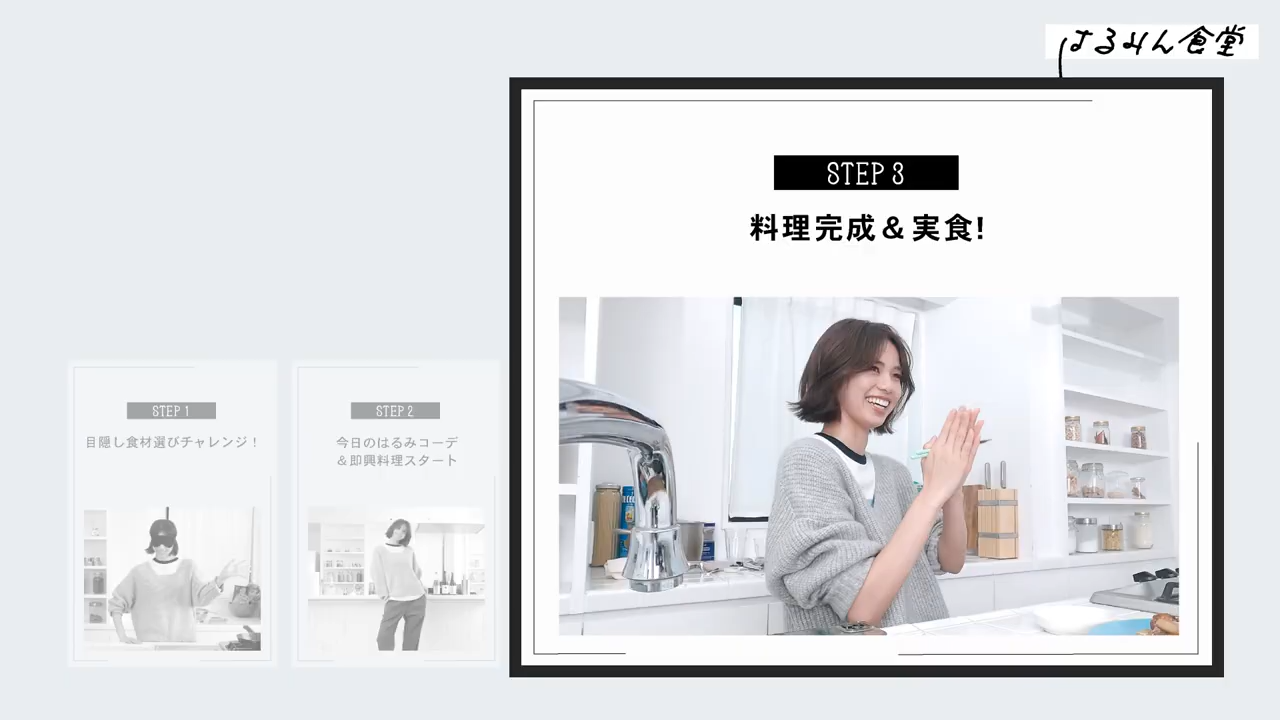 はるみん食堂
STEP 1
目隠し食材選びチャレンジ！
STEP 2
今日のはるみコーデ
＆即興料理スタート
STEP 3
料理完成＆実食!